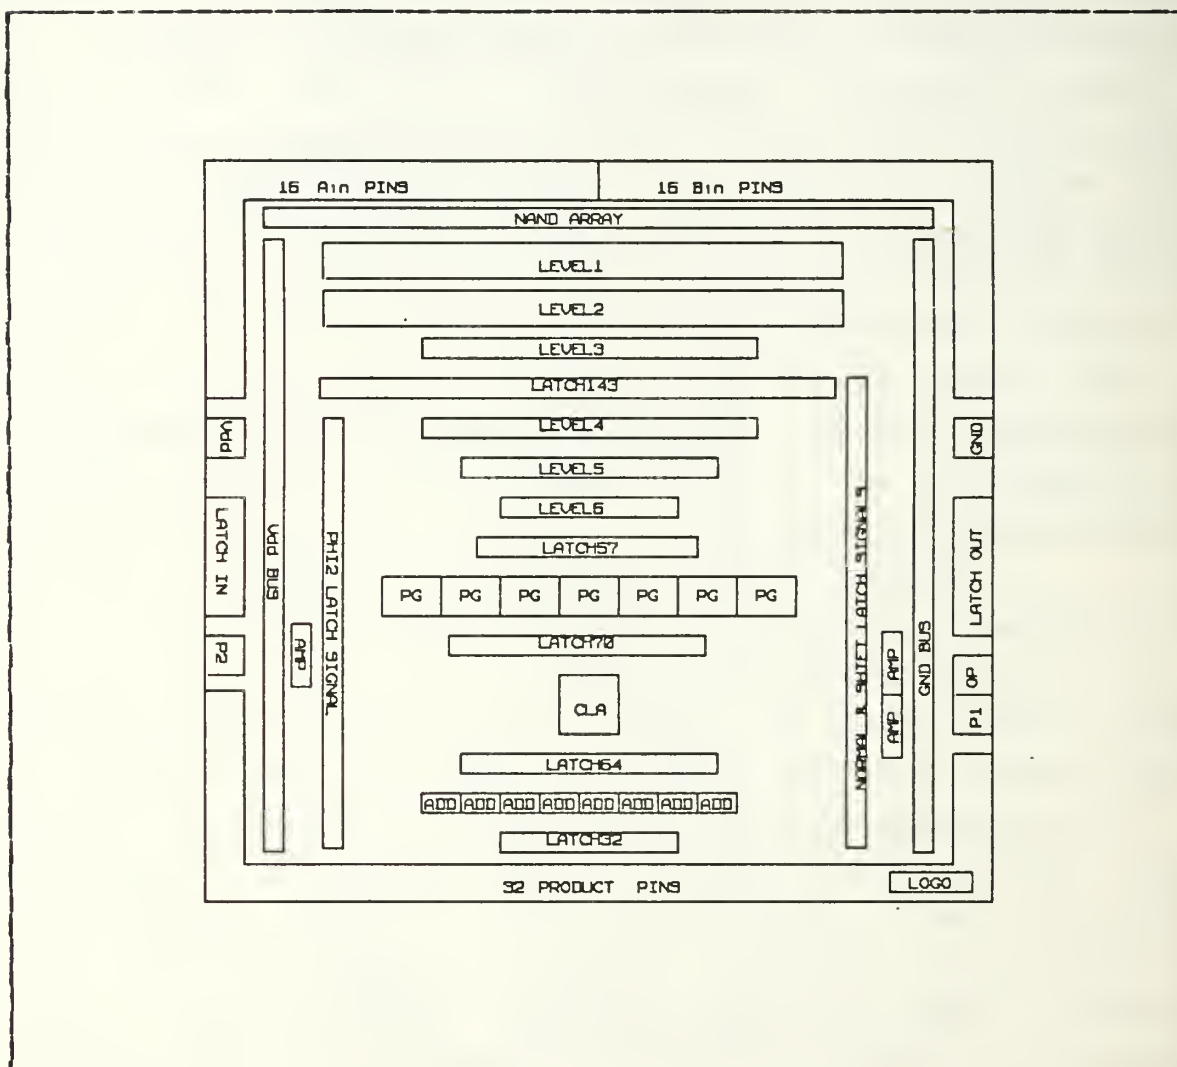 16 Ain PINS
16 Bin PINS
NAND ARRAY
LEVEL1
LEVEL2
LEVEL3
LATCH143
LEVEL4
LEVEL5
LEVEL6
LATCH57
PG PG PG PG PG PG PG
LATCH70
CLA
LATCH64
ADD ADD ADD ADD ADD ADD ADD ADD
LATCH32
32 PRODUCT PINS
LOGO
Vdd
LATCH IN
P2
Vdd BUS
AMP
PHI2 LATCH SIGNAL
NORMAL & SHIFT LATCH SIGNALS
AMP
AMP
GND BUS
GND
LATCH OUT
OP
P1